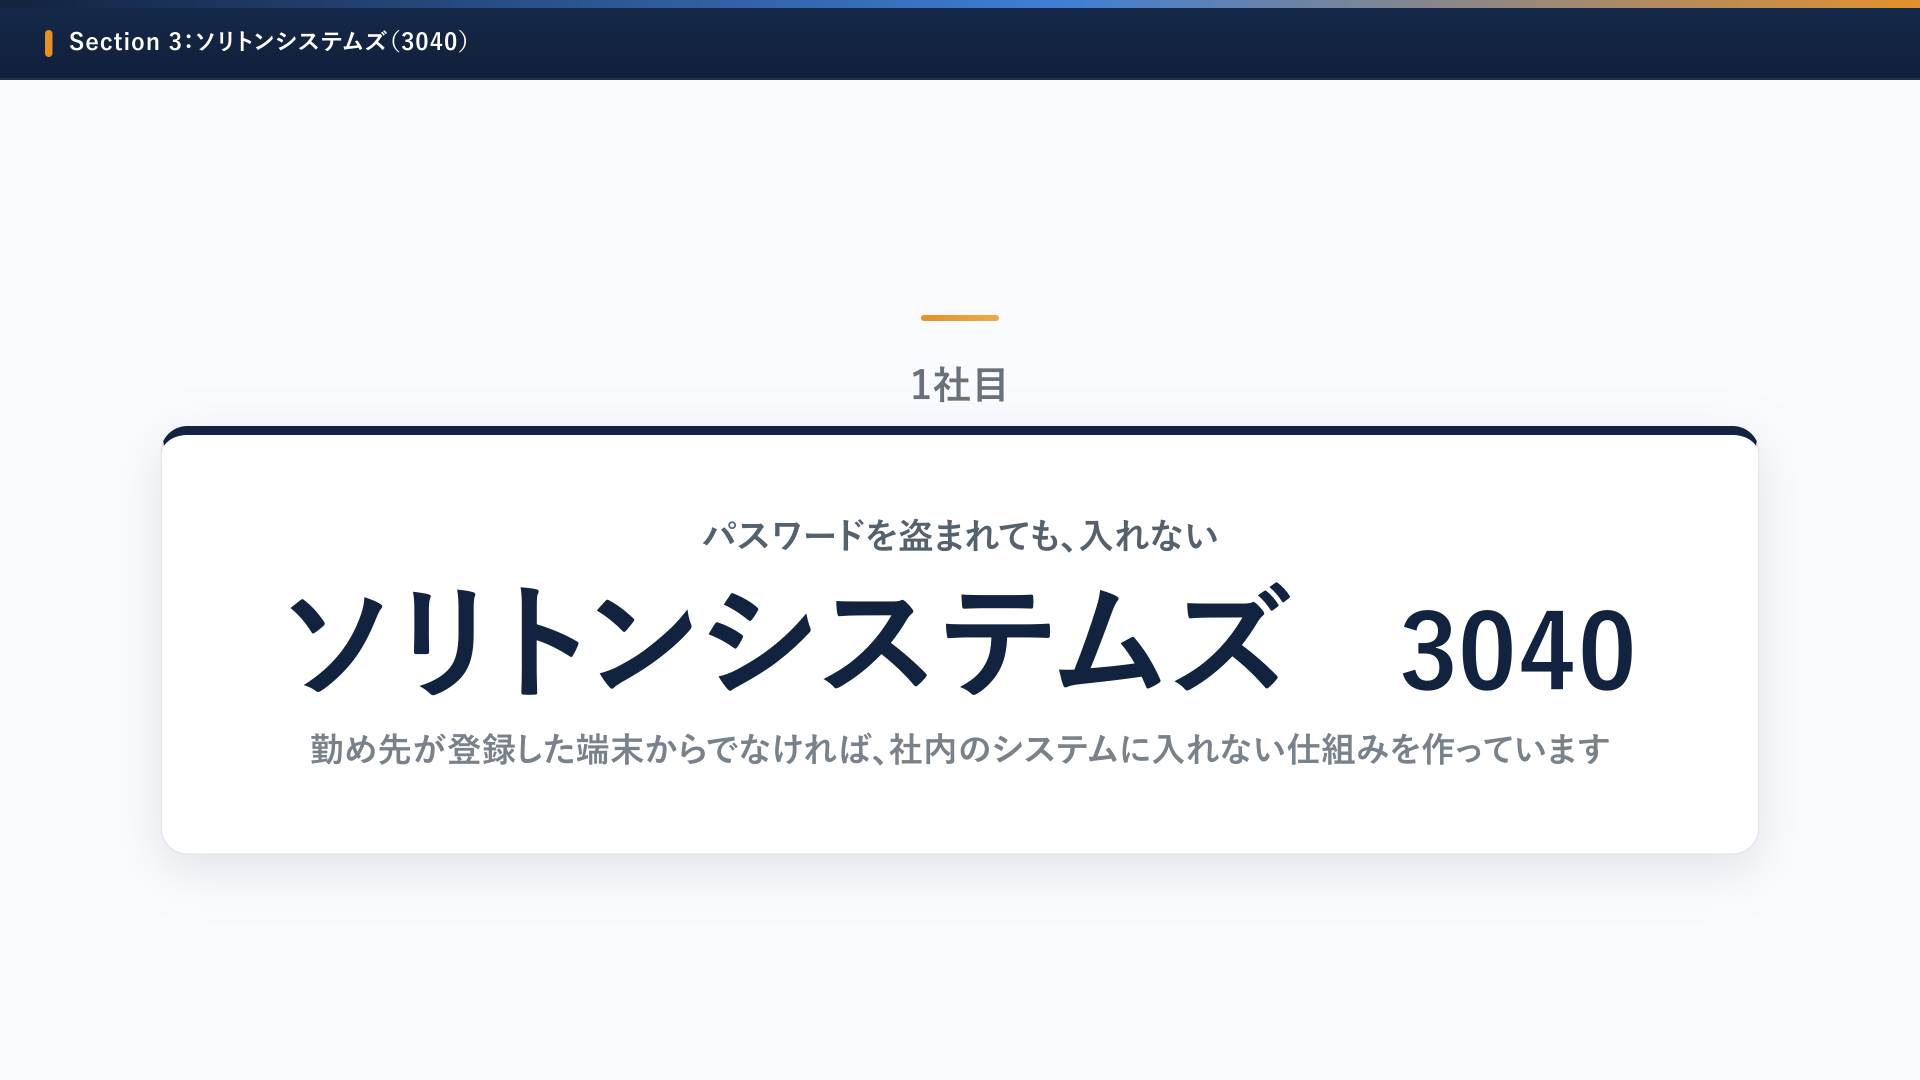 Section 3：ソリトンシステムズ（3040）
1社目
パスワードを盗まれても、入れない
ソリトンシステムズ　3040
勤め先が登録した端末からでなければ、社内のシステムに入れない仕組みを作っています